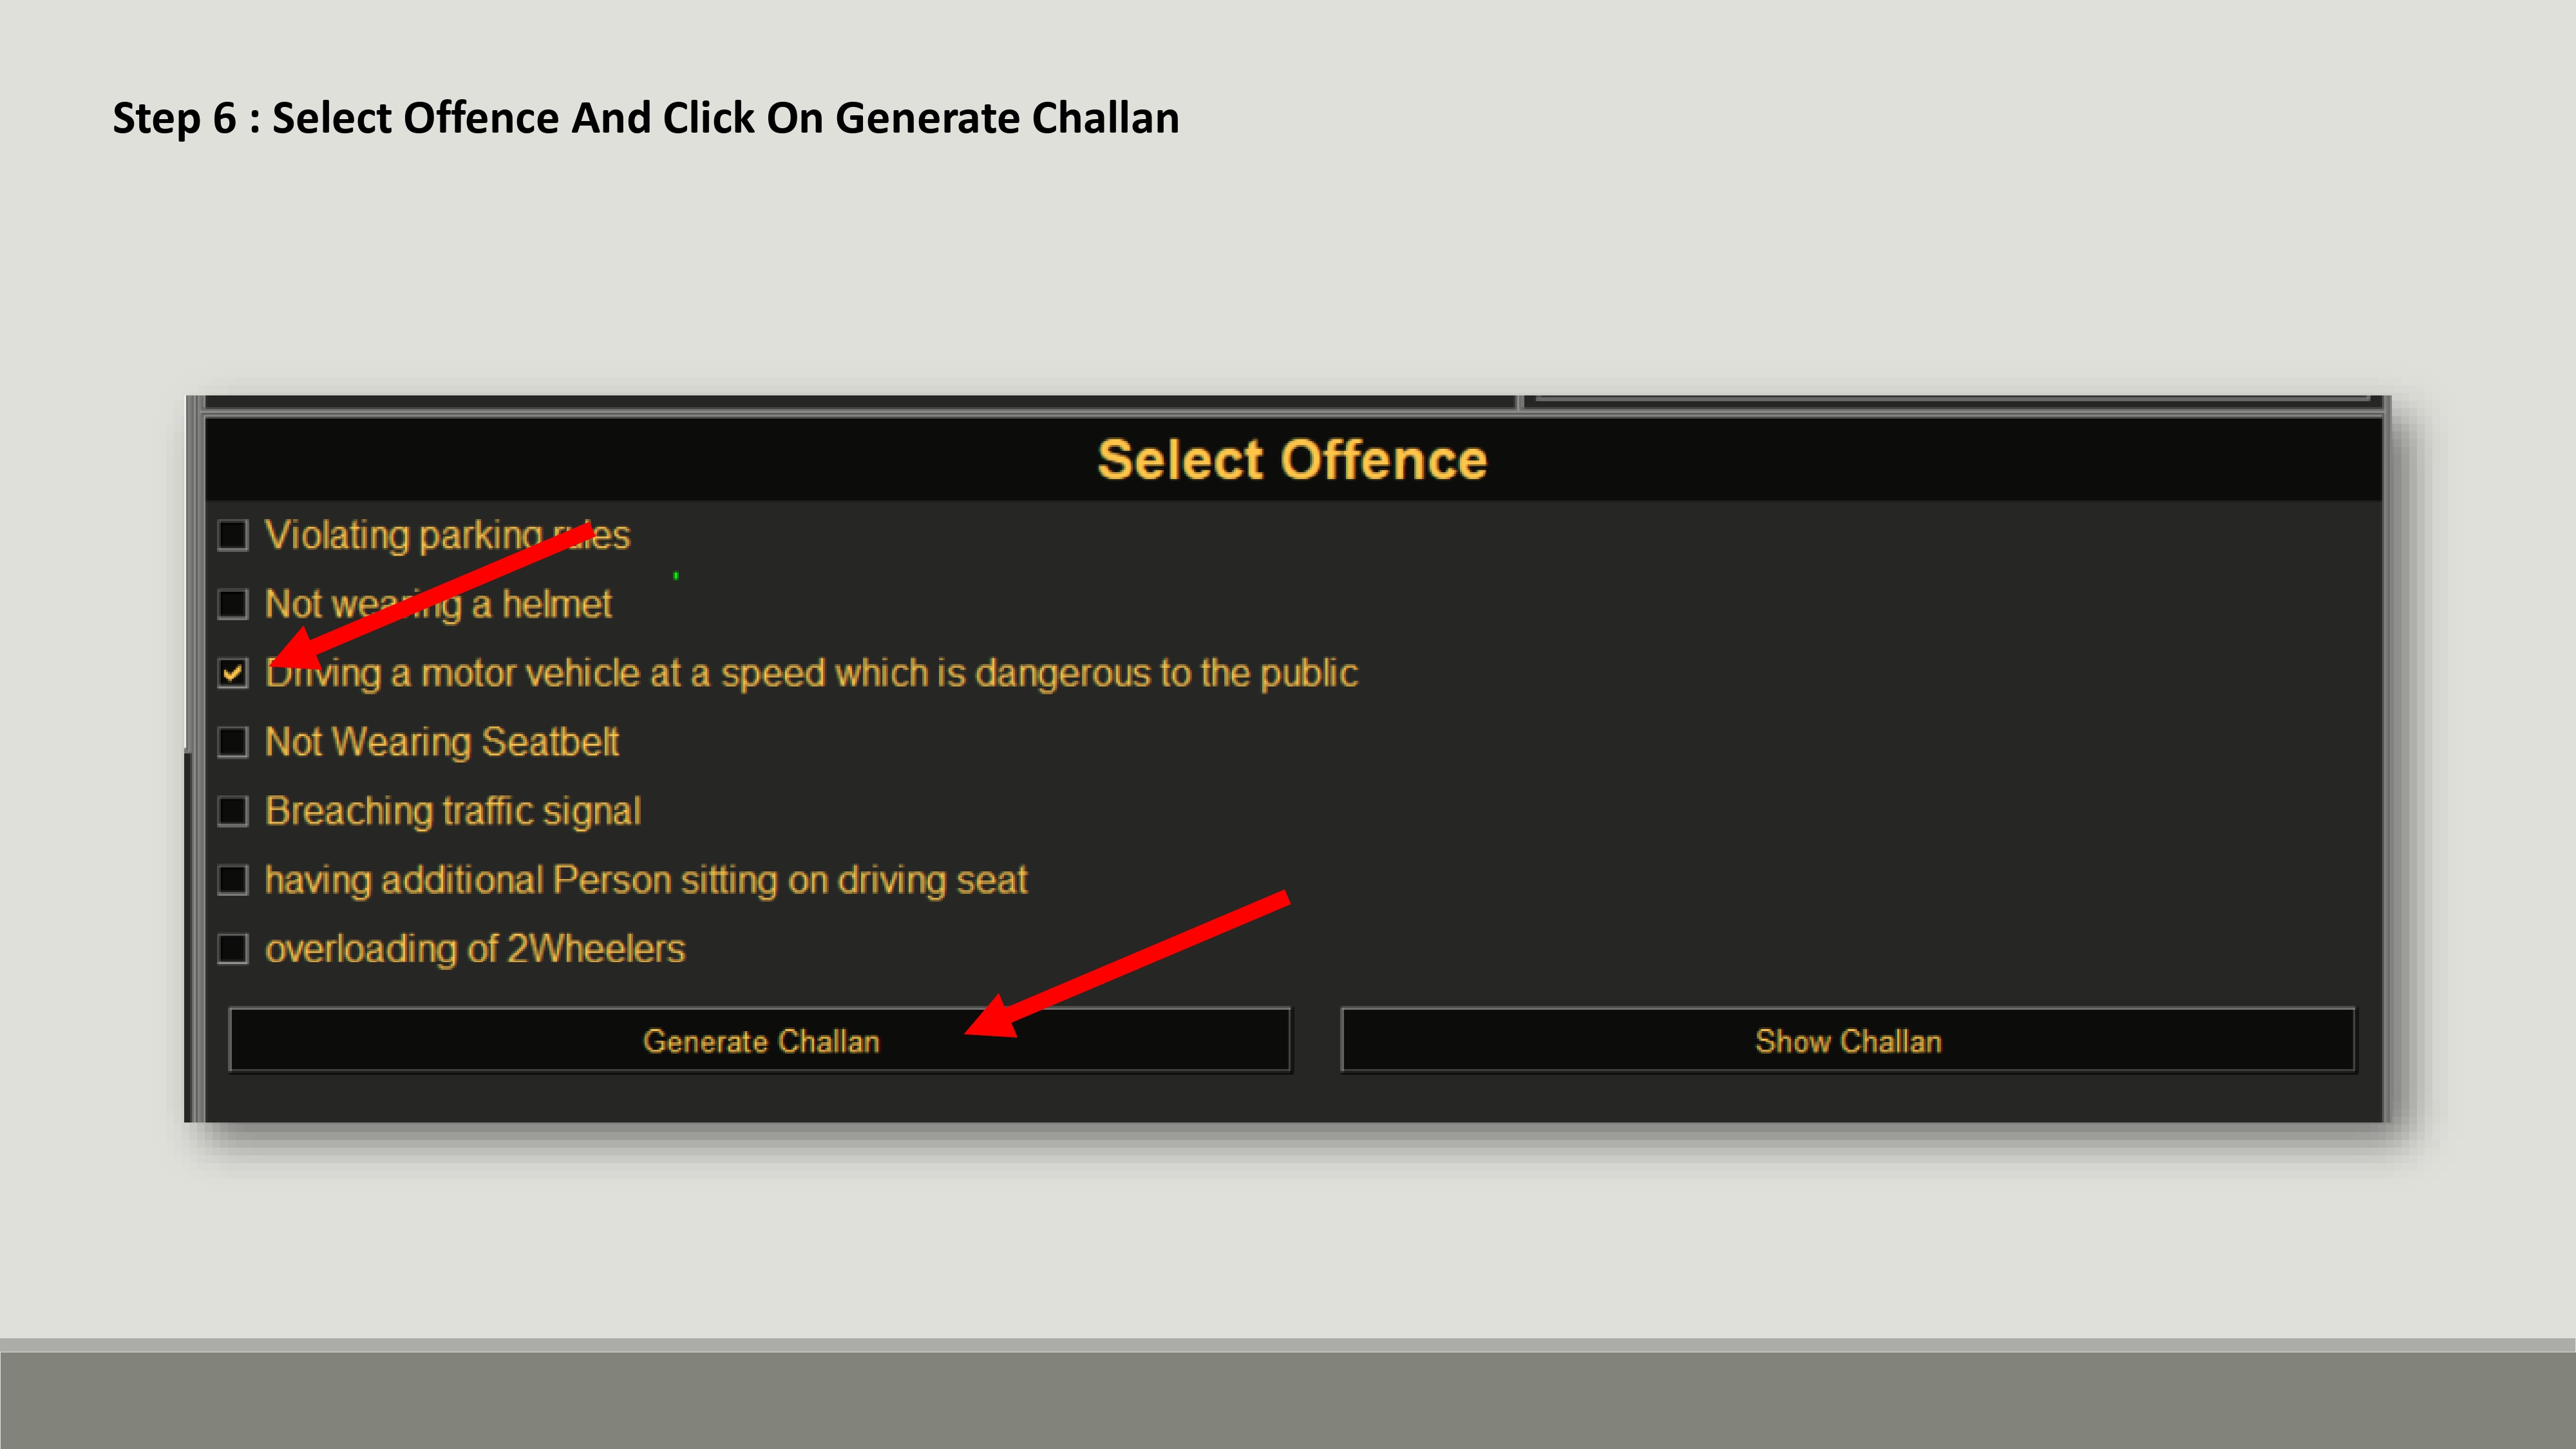 Step 6 : Select Offence And Click On Generate Challan
Select Offence
Violating parking rules
Not wearing a helmet
Driving a motor vehicle at a speed which is dangerous to the public
Not Wearing Seatbelt
Breaching traffic signal
having additional Person sitting on driving seat
overloading of 2Wheelers
Generate Challan
Show Challan